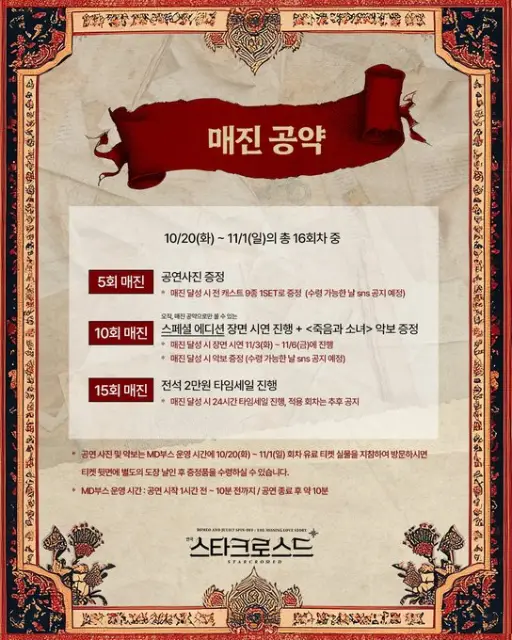 매진 공약
10/20(화) ~ 11/1(일)의 총 16회차 중
5회 매진
공연사진 증정
* 매진 달성 시 전 캐스트 9종 1SET로 증정 (수령 가능한 날 sns 공지 예정)
10회 매진
오직, 매진 공약으로만 볼 수 있는
스페셜 에디션 장면 시연 진행 + <죽음과 소녀> 악보 증정
* 매진 달성 시 장면 시연 11/3(화) ~ 11/6(금)에 진행
* 매진 달성 시 악보 증정 (수령 가능한 날 sns 공지 예정)
15회 매진
전석 2만원 타임세일 진행
* 매진 달성 시 24시간 타임세일 진행, 적용 회차는 추후 공지
* 공연 사진 및 악보는 MD부스 운영 시간에 10/20(화) ~ 11/1(일) 회차 유료 티켓 실물을 지참하여 방문하시면
티켓 뒷면에 별도의 도장 날인 후 증정품을 수령하실 수 있습니다.
* MD부스 운영 시간 : 공연 시작 1시간 전 ~ 10분 전까지 / 공연 종료 후 약 10분
ROMEO AND JULIET SPIN-OFF : THE MISSING LOVE STORY
연극
스타크로스드
STARCROSSED